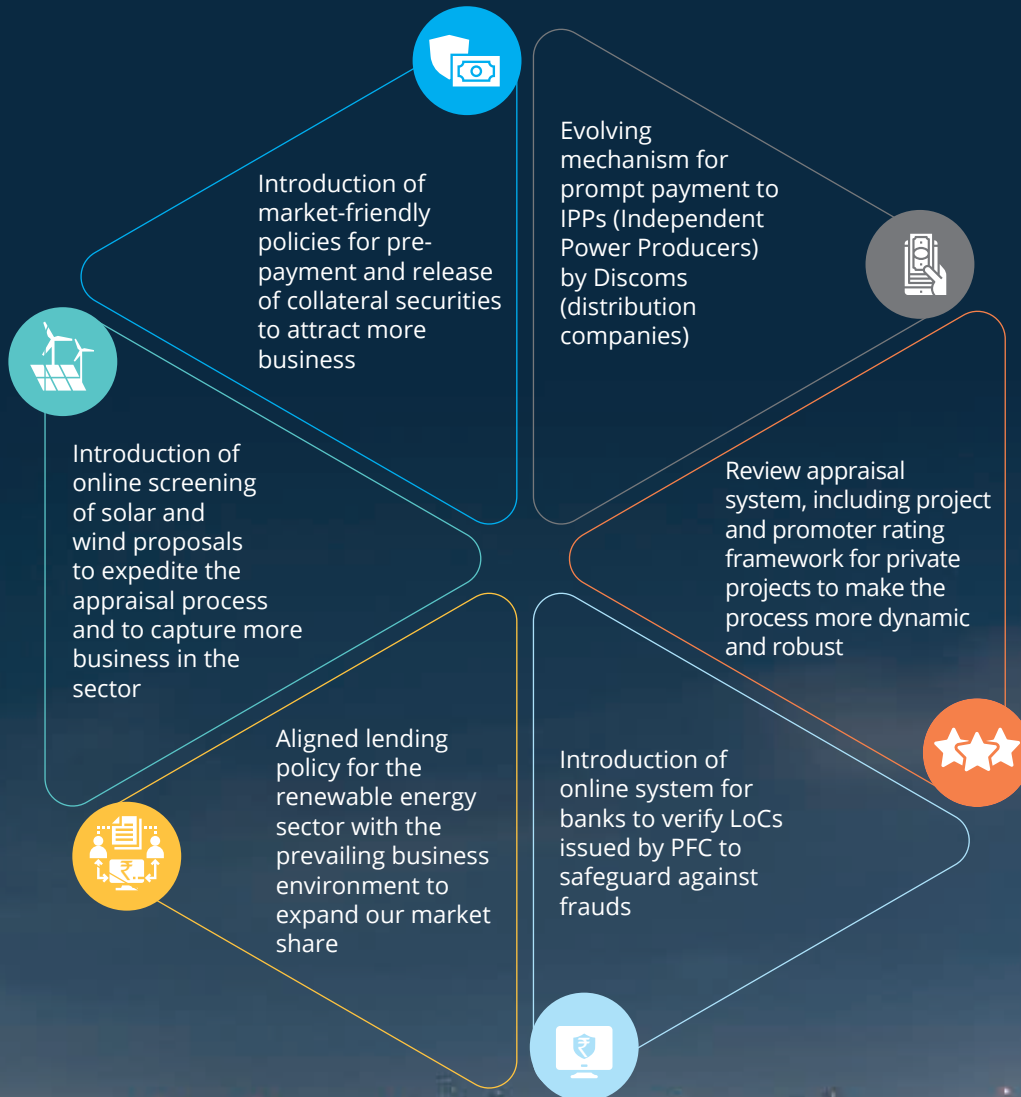 Introduction of
market-friendly
policies for pre-
payment and release
of collateral securities
to attract more
business
Evolving
mechanism for
prompt payment to
IPPs (Independent
Power Producers)
by Discoms
(distribution
companies)
Introduction of
online screening
of solar and
wind proposals
to expedite the
appraisal process
and to capture more
business in the
sector
Review appraisal
system, including project
and promoter rating
framework for private
projects to make the
process more dynamic
and robust
Aligned lending
policy for the
renewable energy
sector with the
prevailing business
environment to
expand our market
share
Introduction of
online system for
banks to verify LoCs
issued by PFC to
safeguard against
frauds
₹
₹